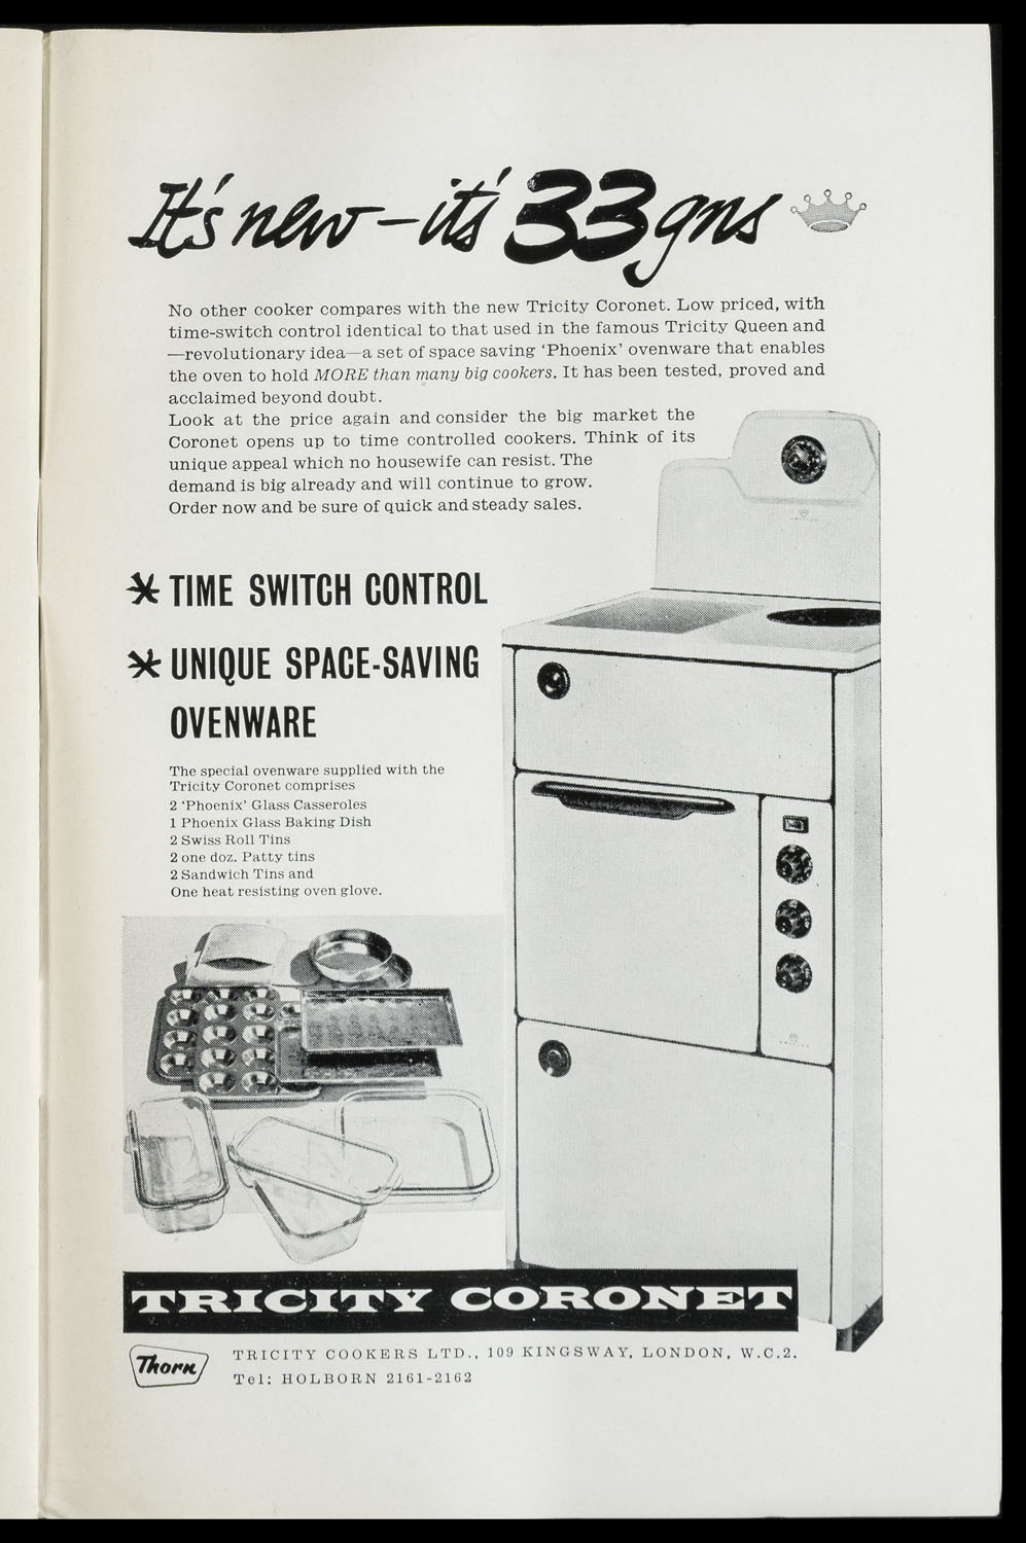 It's new—it's 33 gns
No other cooker compares with the new Tricity Coronet. Low priced, with
time-switch control identical to that used in the famous Tricity Queen and
—revolutionary idea—a set of space saving ‘Phoenix’ ovenware that enables
the oven to hold MORE than many big cookers. It has been tested, proved and
acclaimed beyond doubt.
Look at the price again and consider the big market the
Coronet opens up to time controlled cookers. Think of its
unique appeal which no housewife can resist. The
demand is big already and will continue to grow.
Order now and be sure of quick and steady sales.
* TIME SWITCH CONTROL
* UNIQUE SPACE-SAVING
OVENWARE
The special ovenware supplied with the
Tricity Coronet comprises
2 ‘Phoenix’ Glass Casseroles
1 Phoenix Glass Baking Dish
2 Swiss Roll Tins
2 one doz. Patty tins
2 Sandwich Tins and
One heat resisting oven glove.
TRICITY CORONET
Thorn
TRICITY COOKERS LTD., 109 KINGSWAY, LONDON, W.C.2.
Tel: HOLBORN 2161-2162